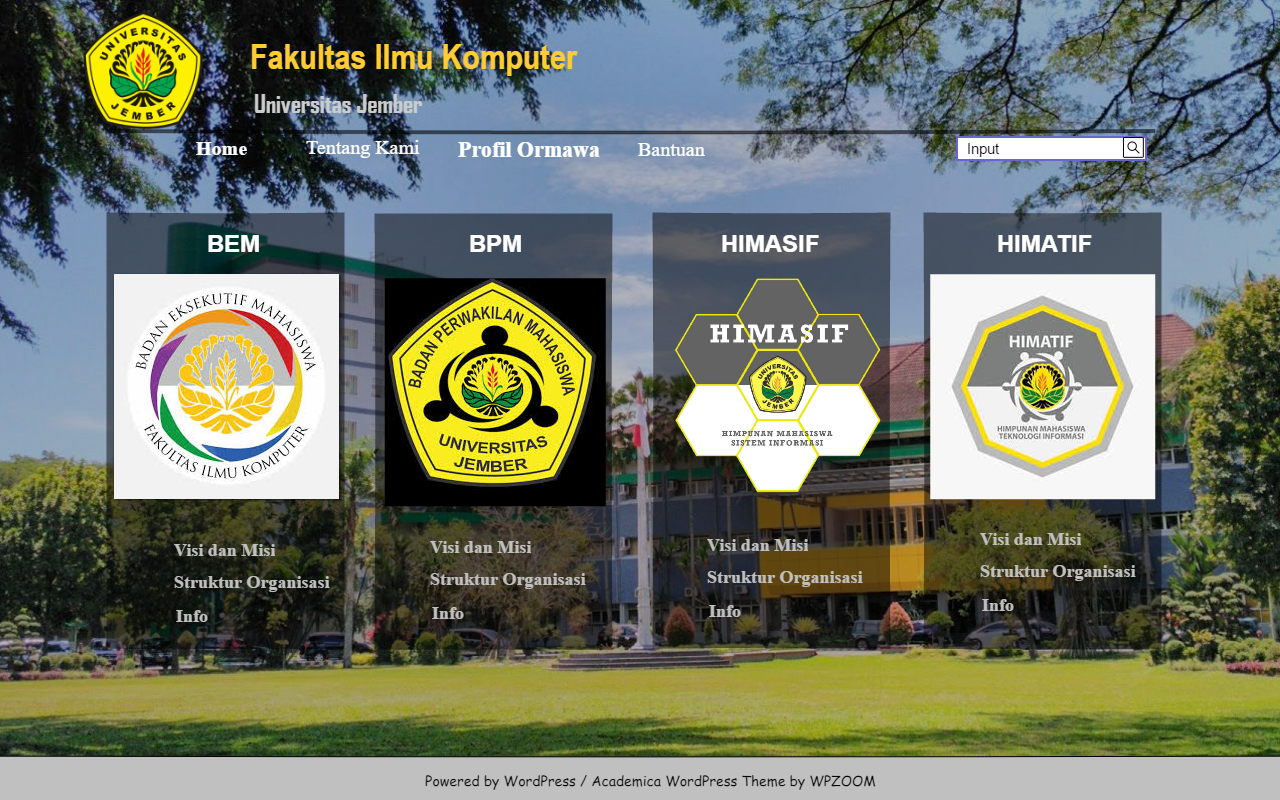 UNIVERSITAS
JEMBER
Fakultas Ilmu Komputer
Universitas Jember
Home
Tentang Kami
Profil Ormawa
Bantuan
Input
BEM
BADAN EKSEKUTIF MAHASISWA
FAKULTAS ILMU KOMPUTER
Visi dan Misi
Struktur Organisasi
Info
BPM
BADAN PERWAKILAN MAHASISWA
UNIVERSITAS
JEMBER
Visi dan Misi
Struktur Organisasi
Info
HIMASIF
HIMASIF
UNIVERSITAS
JEMBER
HIMPUNAN MAHASISWA
SISTEM INFORMASI
Visi dan Misi
Struktur Organisasi
Info
HIMATIF
HIMATIF
HIMPUNAN MAHASISWA
TEKNOLOGI INFORMASI
Visi dan Misi
Struktur Organisasi
Info
Powered by WordPress / Academica WordPress Theme by WPZOOM